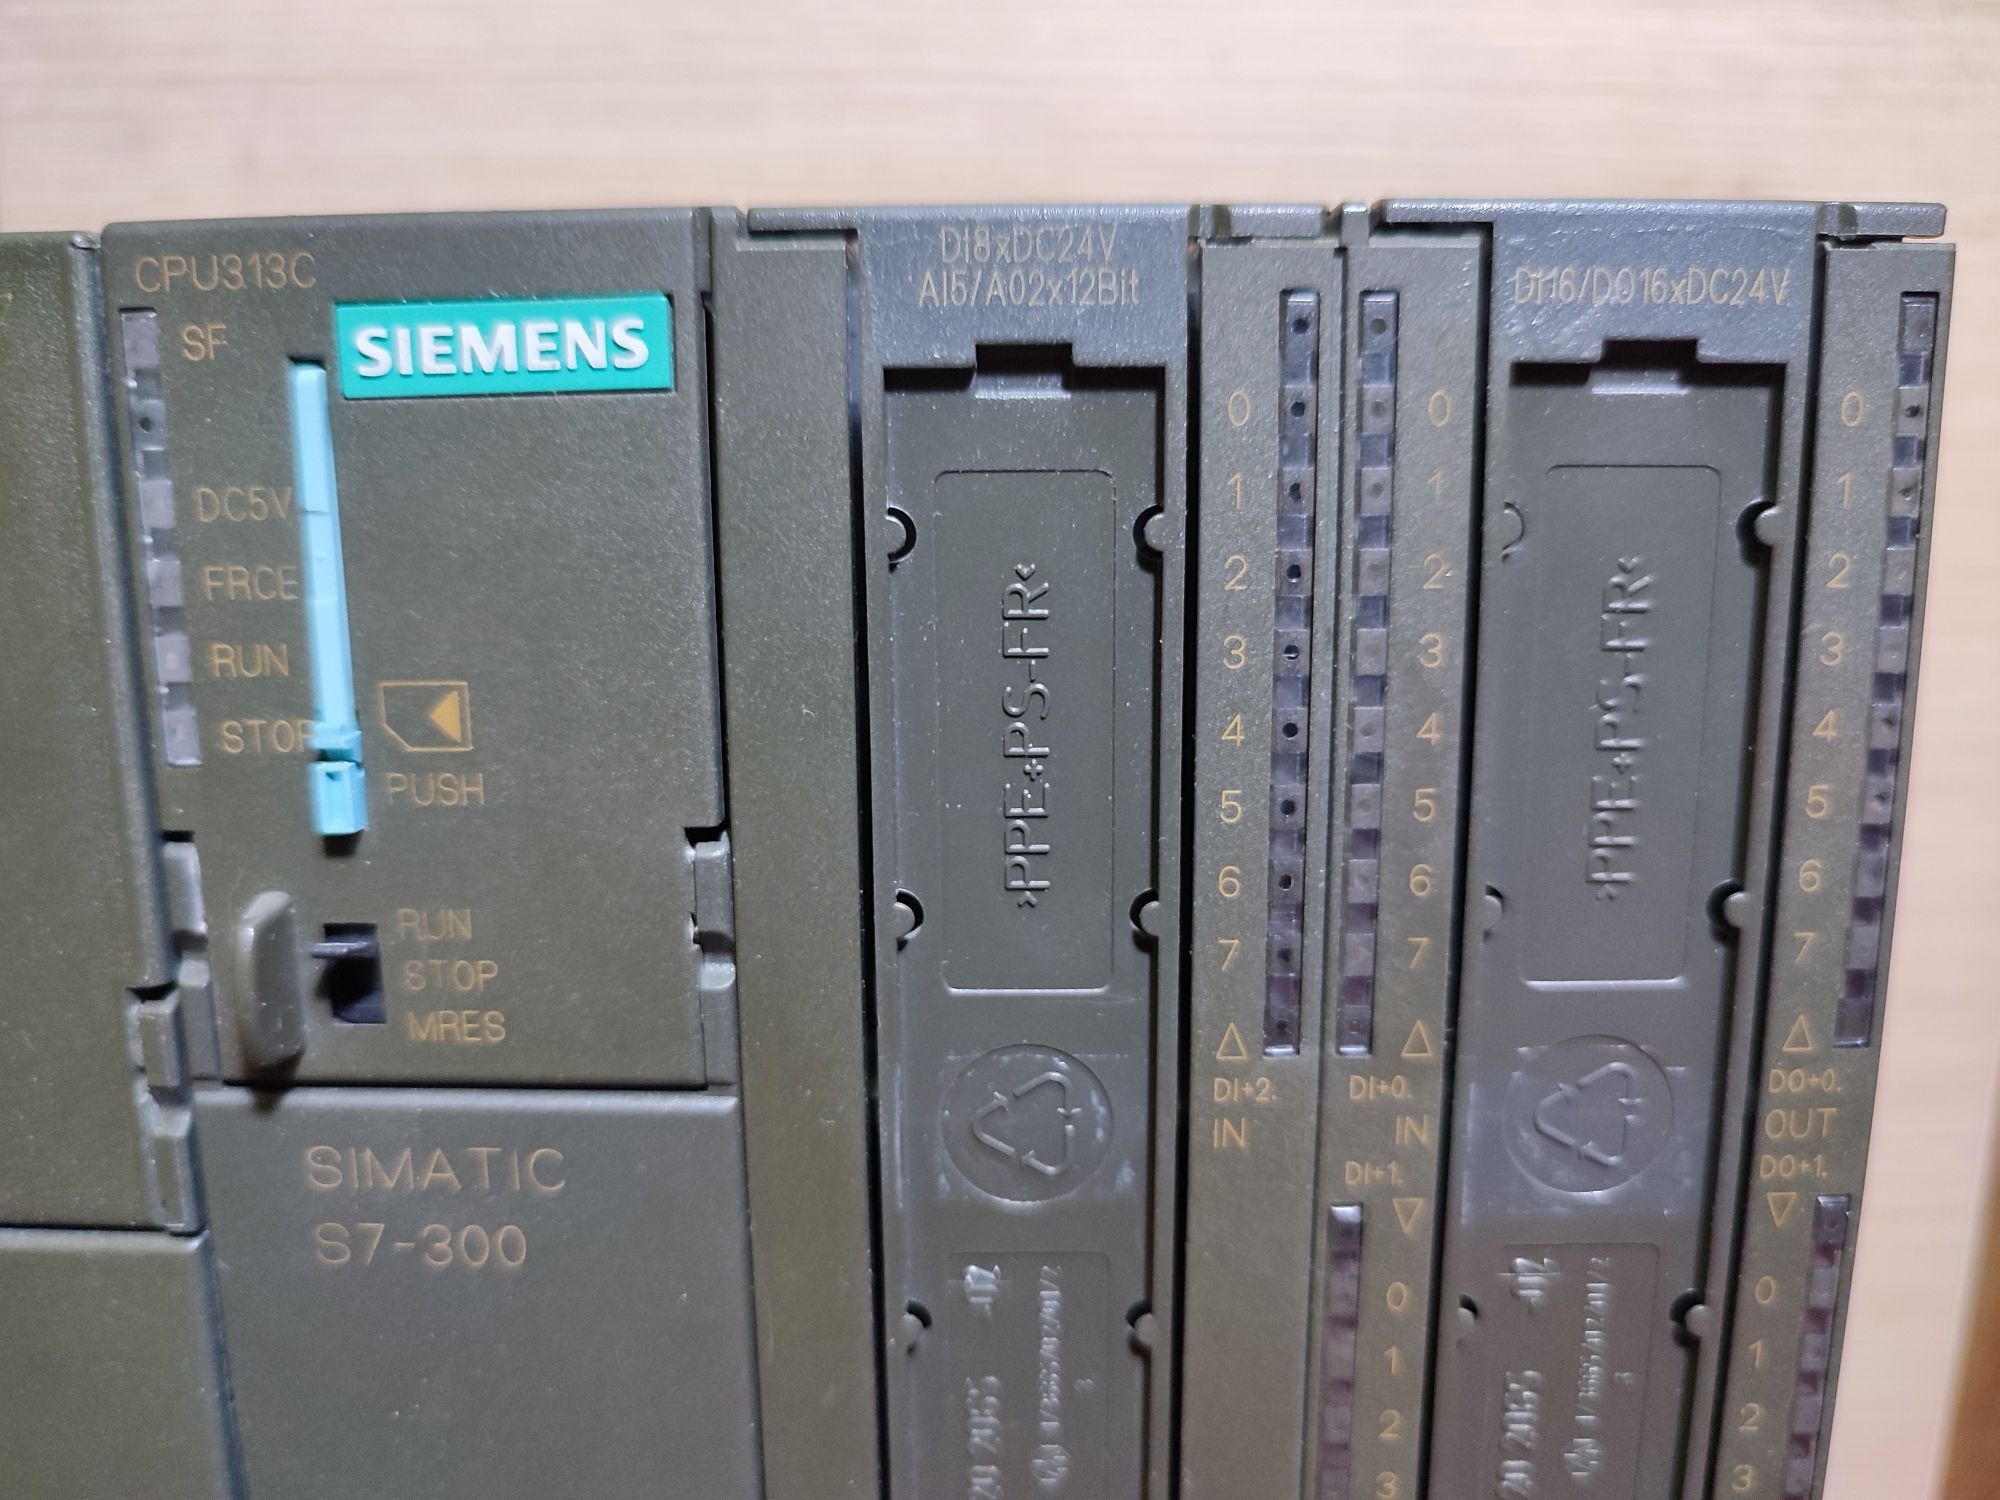 CPU313C
SF
SIEMENS
DC5V
FRCE
RUN
STOP
PUSH
RUN
STOP
MRES
SIMATIC
S7-300
DI8xDC24V
AI5/AO2x12Bit
>PPE+PS-FR<
0
1
2
3
4
5
6
7
DI+2.
IN
0
1
2
3
4
5
6
7
DI+0.
IN
DI+1.
0
1
2
3
DI16/DO16xDC24V
>PPE+PS-FR<
0
1
2
3
4
5
6
7
DO+0.
OUT
DO+1.
0
1
2
3